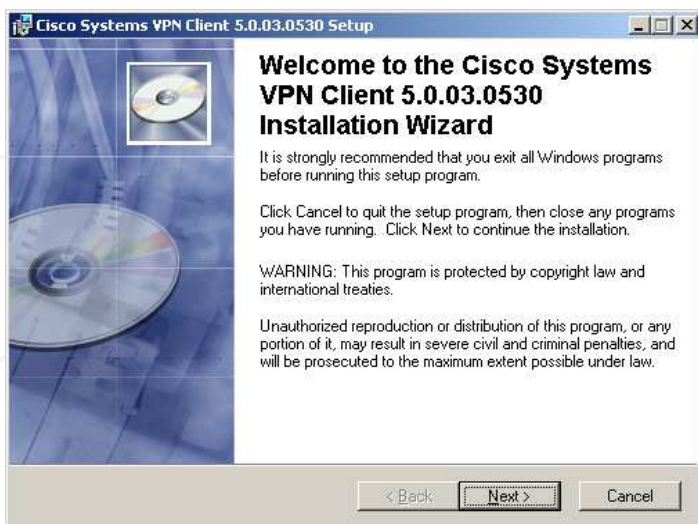 Cisco Systems VPN Client 5.0.03.0530 Setup
Welcome to the Cisco Systems
VPN Client 5.0.03.0530
Installation Wizard
It is strongly recommended that you exit all Windows programs
before running this setup program.
Click Cancel to quit the setup program, then close any programs
you have running. Click Next to continue the installation.
WARNING: This program is protected by copyright law and
international treaties.
Unauthorized reproduction or distribution of this program, or any
portion of it, may result in severe civil and criminal penalties, and
will be prosecuted to the maximum extent possible under law.
< Back Next > Cancel